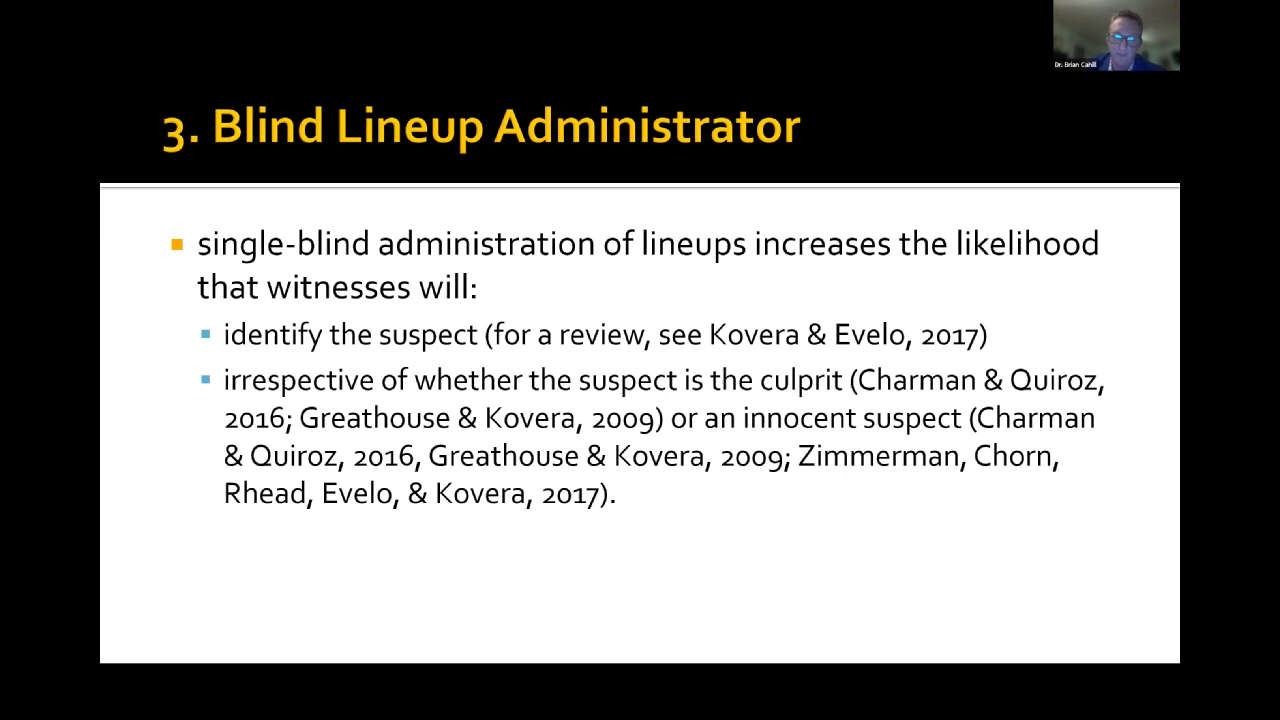 Dr. Brian Cahill
3. Blind Lineup Administrator
▪ single-blind administration of lineups increases the likelihood
that witnesses will:
▪ identify the suspect (for a review, see Kovera & Evelo, 2017)
▪ irrespective of whether the suspect is the culprit (Charman & Quiroz,
2016; Greathouse & Kovera, 2009) or an innocent suspect (Charman
& Quiroz, 2016, Greathouse & Kovera, 2009; Zimmerman, Chorn,
Rhead, Evelo, & Kovera, 2017).